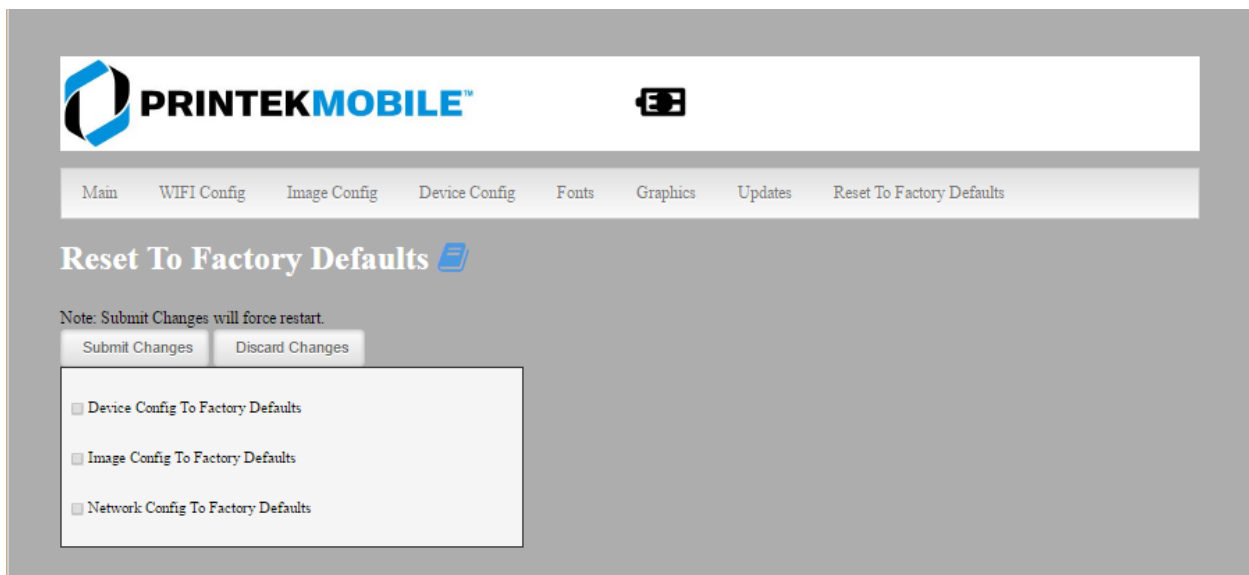 PRINTEKMOBILE™
Main WIFI Config Image Config Device Config Fonts Graphics Updates Reset To Factory Defaults
Reset To Factory Defaults
Note: Submit Changes will force restart.
Submit Changes Discard Changes
Device Config To Factory Defaults
Image Config To Factory Defaults
Network Config To Factory Defaults